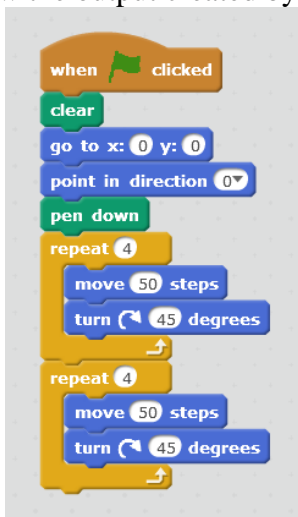 when clicked
clear
go to x: 0 y: 0
point in direction 0
pen down
repeat 4
move 50 steps
turn 45 degrees
repeat 4
move 50 steps
turn 45 degrees